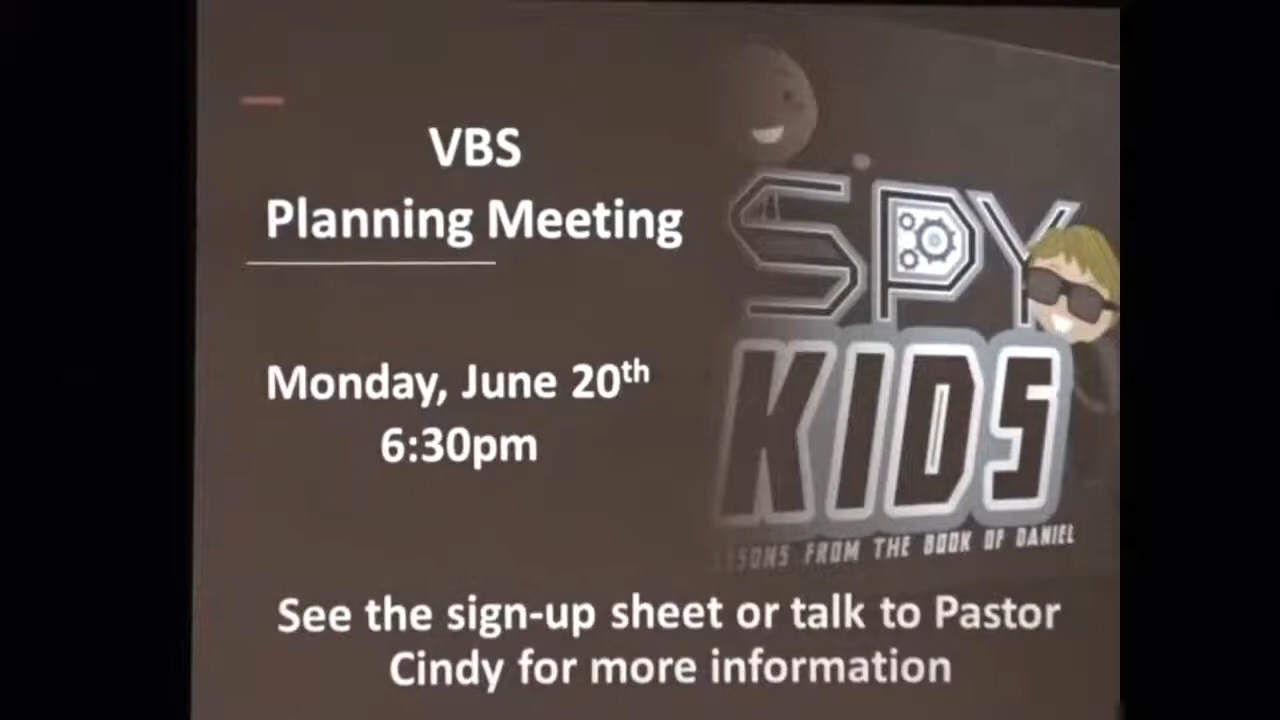 VBS
Planning Meeting
Monday, June 20th
6:30pm
SPY
KIDS
FROM THE BOOK OF DANIEL
See the sign-up sheet or talk to Pastor
Cindy for more information